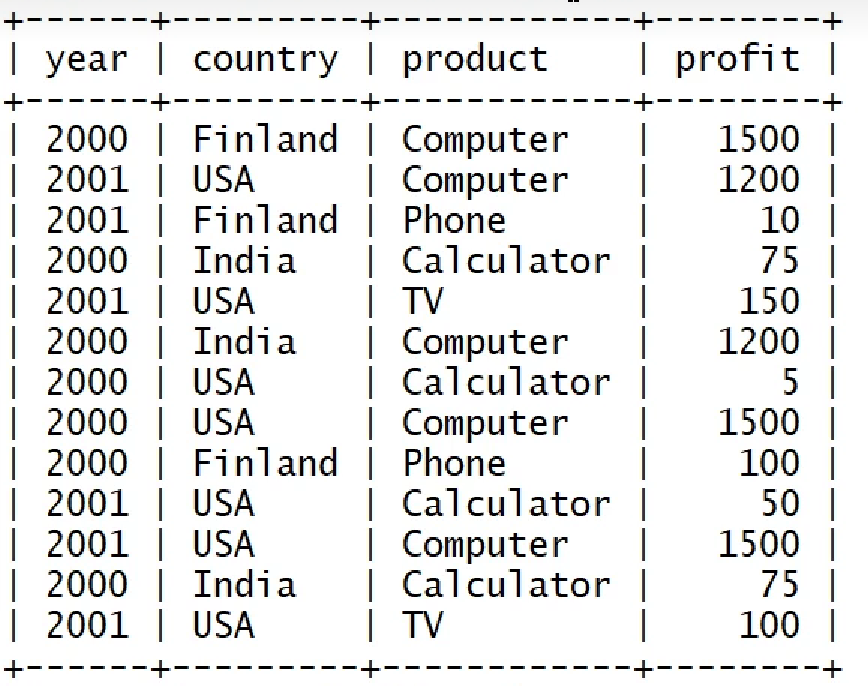 +------+---------+------------+--------+
| year | country | product    | profit |
+------+---------+------------+--------+
| 2000 | Finland | Computer   |   1500 |
| 2001 | USA     | Computer   |   1200 |
| 2001 | Finland | Phone      |     10 |
| 2000 | India   | Calculator |     75 |
| 2001 | USA     | TV         |    150 |
| 2000 | India   | Computer   |   1200 |
| 2000 | USA     | Calculator |      5 |
| 2000 | USA     | Computer   |   1500 |
| 2000 | Finland | Phone      |    100 |
| 2001 | USA     | Calculator |     50 |
| 2001 | USA     | Computer   |   1500 |
| 2000 | India   | Calculator |     75 |
| 2001 | USA     | TV         |    100 |
+------+---------+------------+--------+